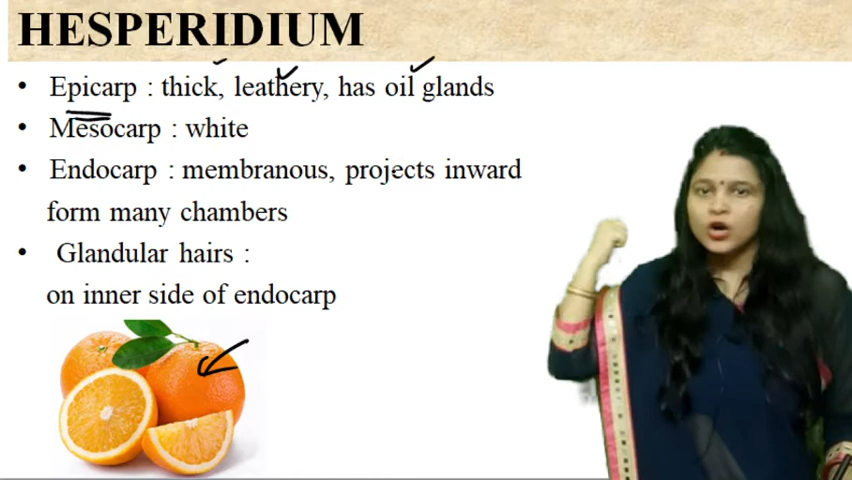 HESPERIDIUM
• Epicarp : thick, leathery, has oil glands
• Mesocarp : white
• Endocarp : membranous, projects inward
form many chambers
• Glandular hairs :
on inner side of endocarp